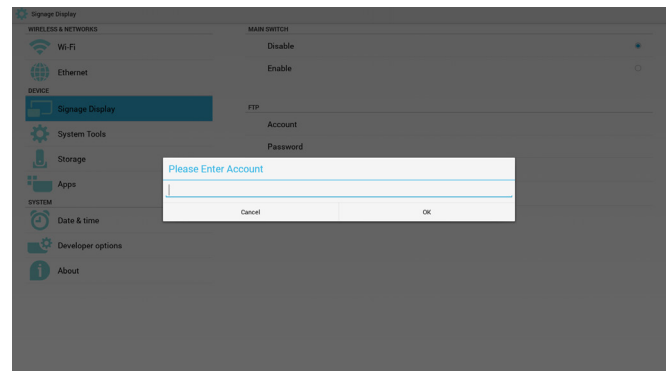 Signage Display
WIRELESS & NETWORKS
Wi-Fi
Ethernet
DEVICE
Signage Display
System Tools
Storage
Apps
SYSTEM
Date & time
Developer options
About
MAIN SWITCH
Disable
Enable
FTP
Account
Password
Please Enter Account
Cancel
OK